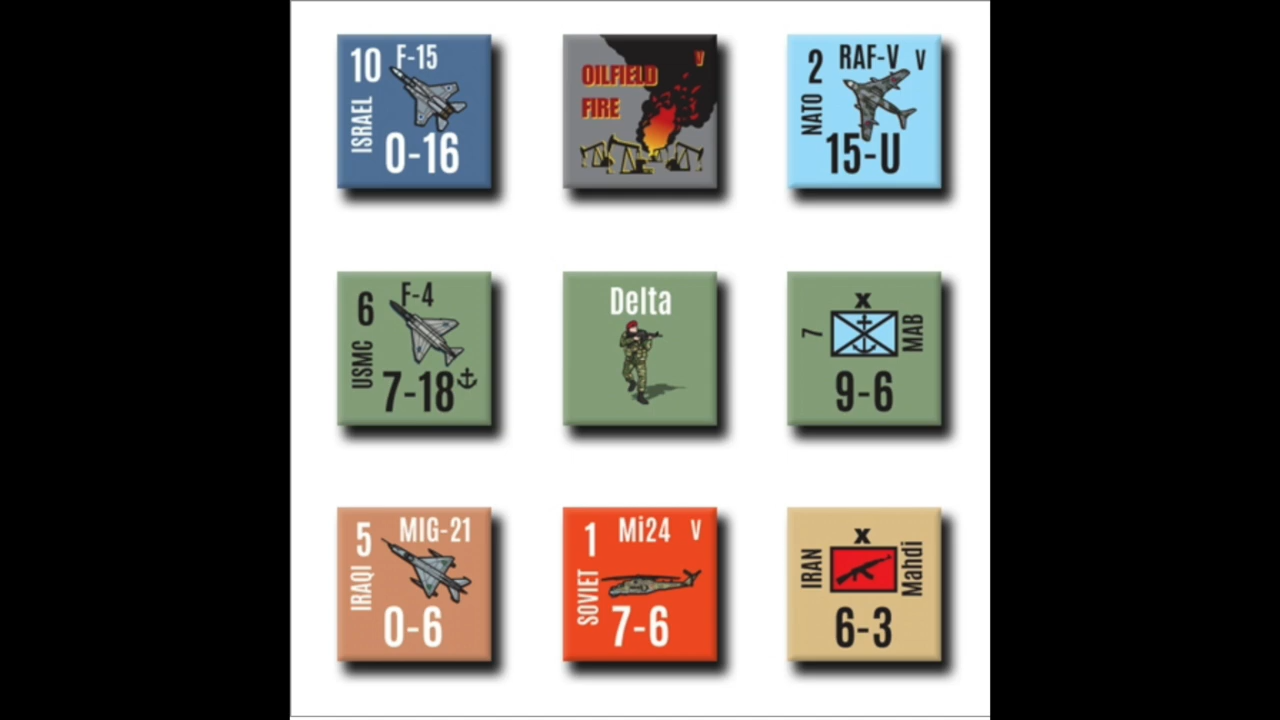 10 F-15
ISRAEL
0-16
OILFIELD V
FIRE
2 RAF-V V
NATO
15-U
6 F-4
USMC
7-18
Delta
X
7 MAB
9-6
5 MIG-21
IRAQI
0-6
1 Mi24 V
SOVIET
7-6
X
IRAN Mahdi
6-3